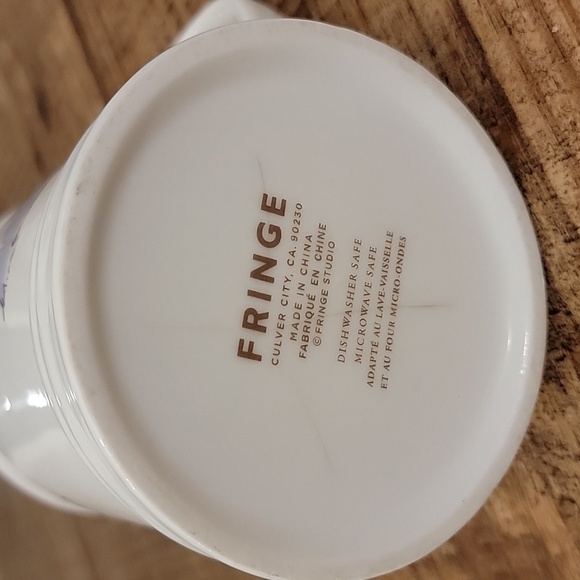 FRINGE
CULVER CITY, CA. 90230
MADE IN CHINA
FABRIQUÉ EN CHINE
©FRINGE STUDIO
DISHWASHER SAFE
MICROWAVE SAFE
ADAPTÉ AU LAVE-VAISSELLE
ET AU FOUR MICRO-ONDES